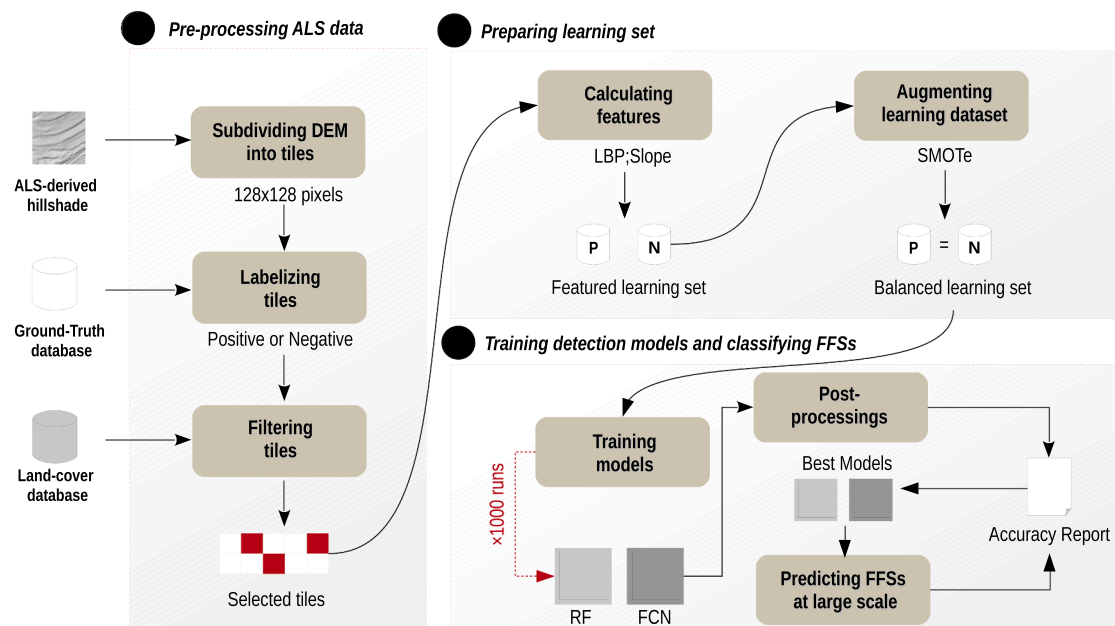 Pre-processing ALS data
ALS-derived
hillshade
Subdividing DEM
into tiles
128x128 pixels
Ground-Truth
database
Labelizing
tiles
Positive or Negative
Land-cover
database
Filtering
tiles
Selected tiles
Preparing learning set
Calculating
features
LBP;Slope
P
N
Featured learning set
Augmenting
learning dataset
SMOTe
P = N
Balanced learning set
Training detection models and classifying FFSs
Training
models
×1000 runs
RF
FCN
Post-
processings
Best Models
Accuracy Report
Predicting FFSs
at large scale